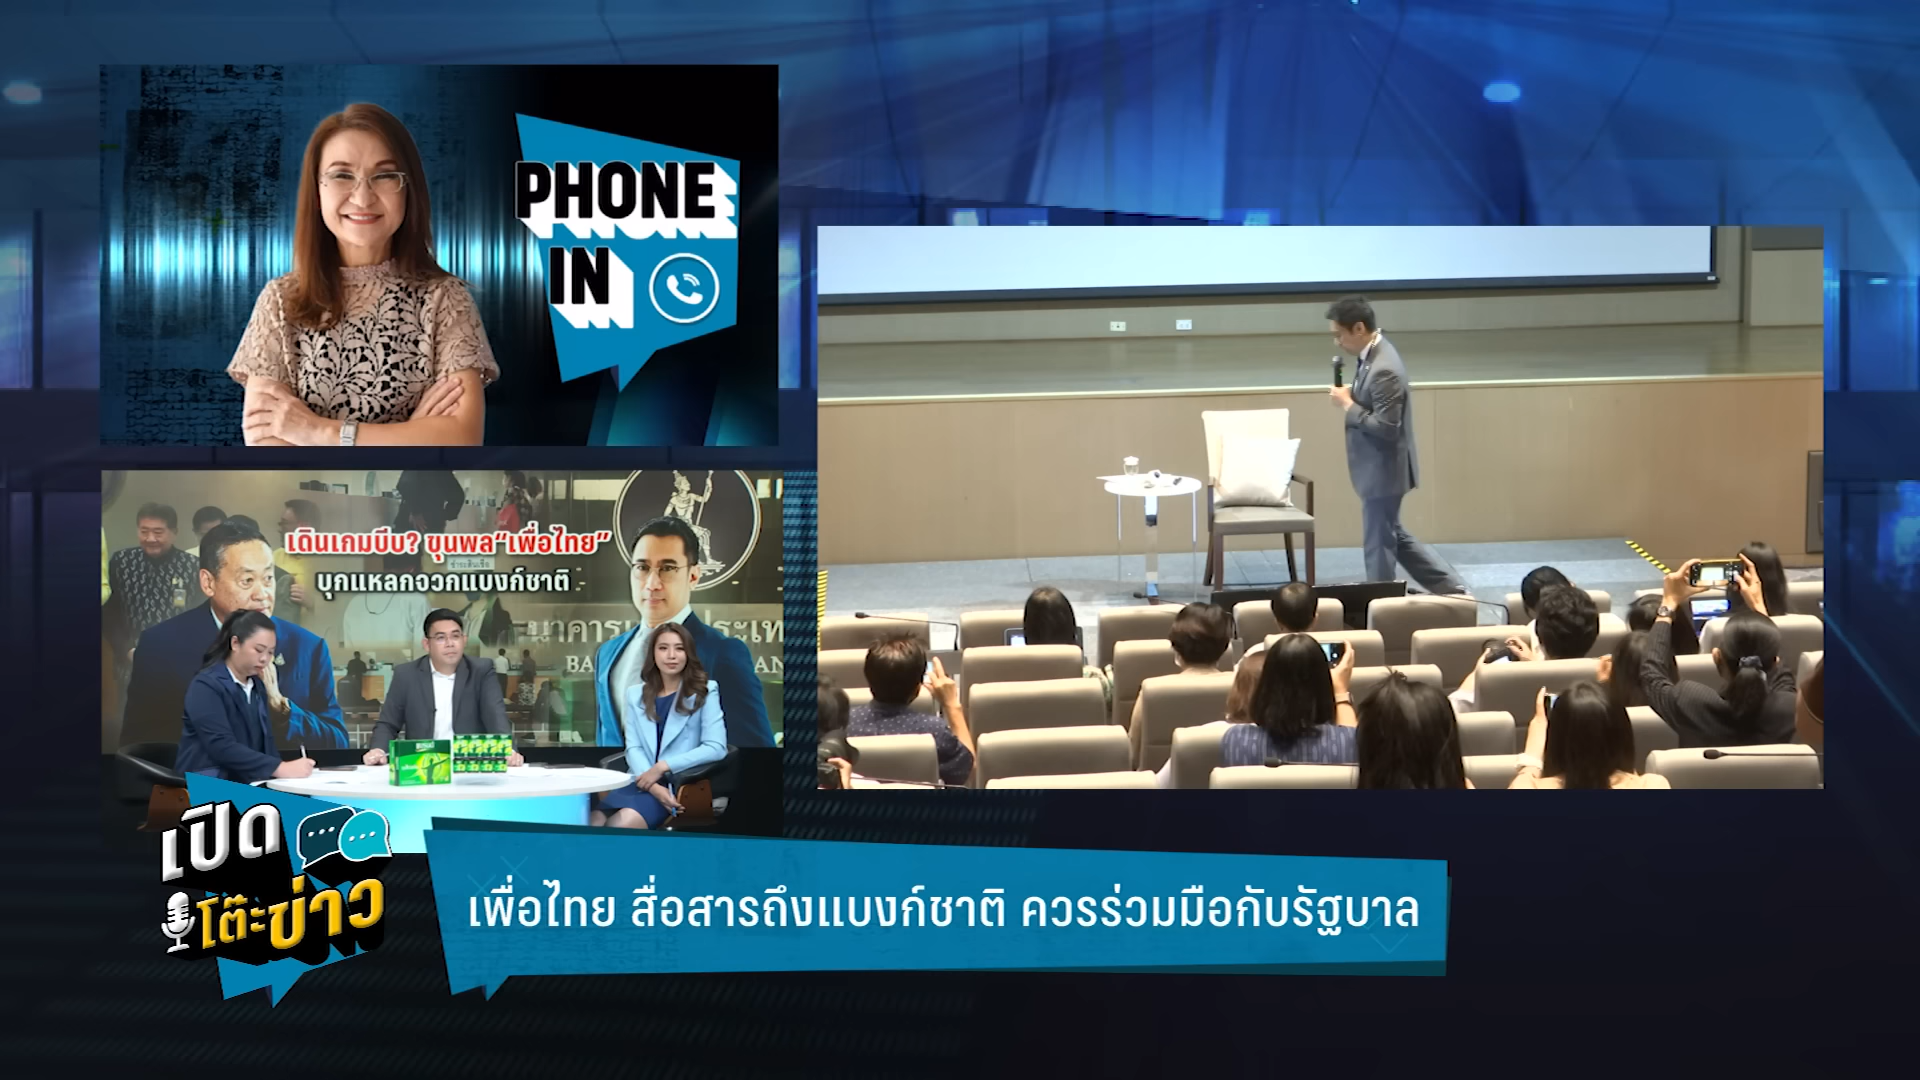 PHONE
IN
เดินเกมบีบ? ขุนพล“เพื่อไทย”
บุกแหลกจวกแบงก์ชาติ
เปิด
โต๊ะข่าว
เพื่อไทย สื่อสารถึงแบงก์ชาติ ควรร่วมมือกับรัฐบาล